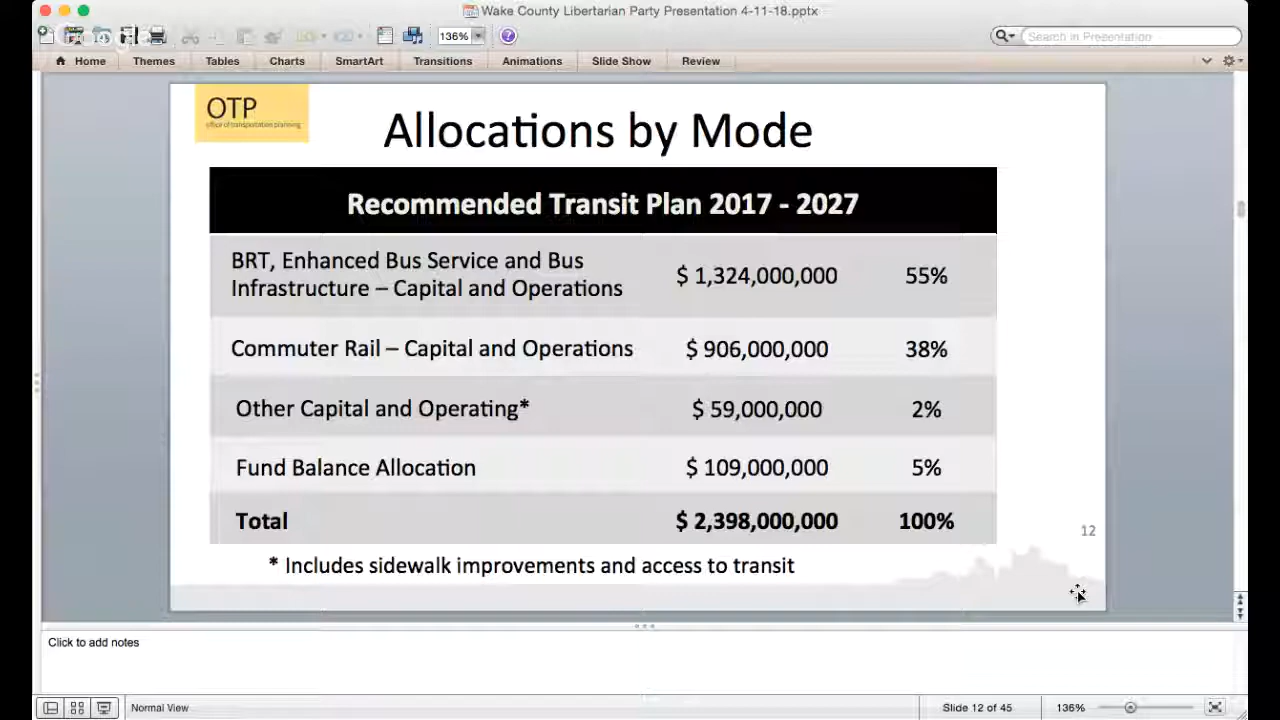 Wake County Libertarian Party Presentation 4-11-18.pptx
136%
Search in Presentation
Home Themes Tables Charts SmartArt Transitions Animations Slide Show Review
OTP
office of transportation planning
Allocations by Mode
Recommended Transit Plan 2017 - 2027
BRT, Enhanced Bus Service and Bus
Infrastructure – Capital and Operations $ 1,324,000,000 55%
Commuter Rail – Capital and Operations $ 906,000,000 38%
Other Capital and Operating* $ 59,000,000 2%
Fund Balance Allocation $ 109,000,000 5%
Total $ 2,398,000,000 100%
12
* Includes sidewalk improvements and access to transit
Click to add notes
Normal View Slide 12 of 45 136%